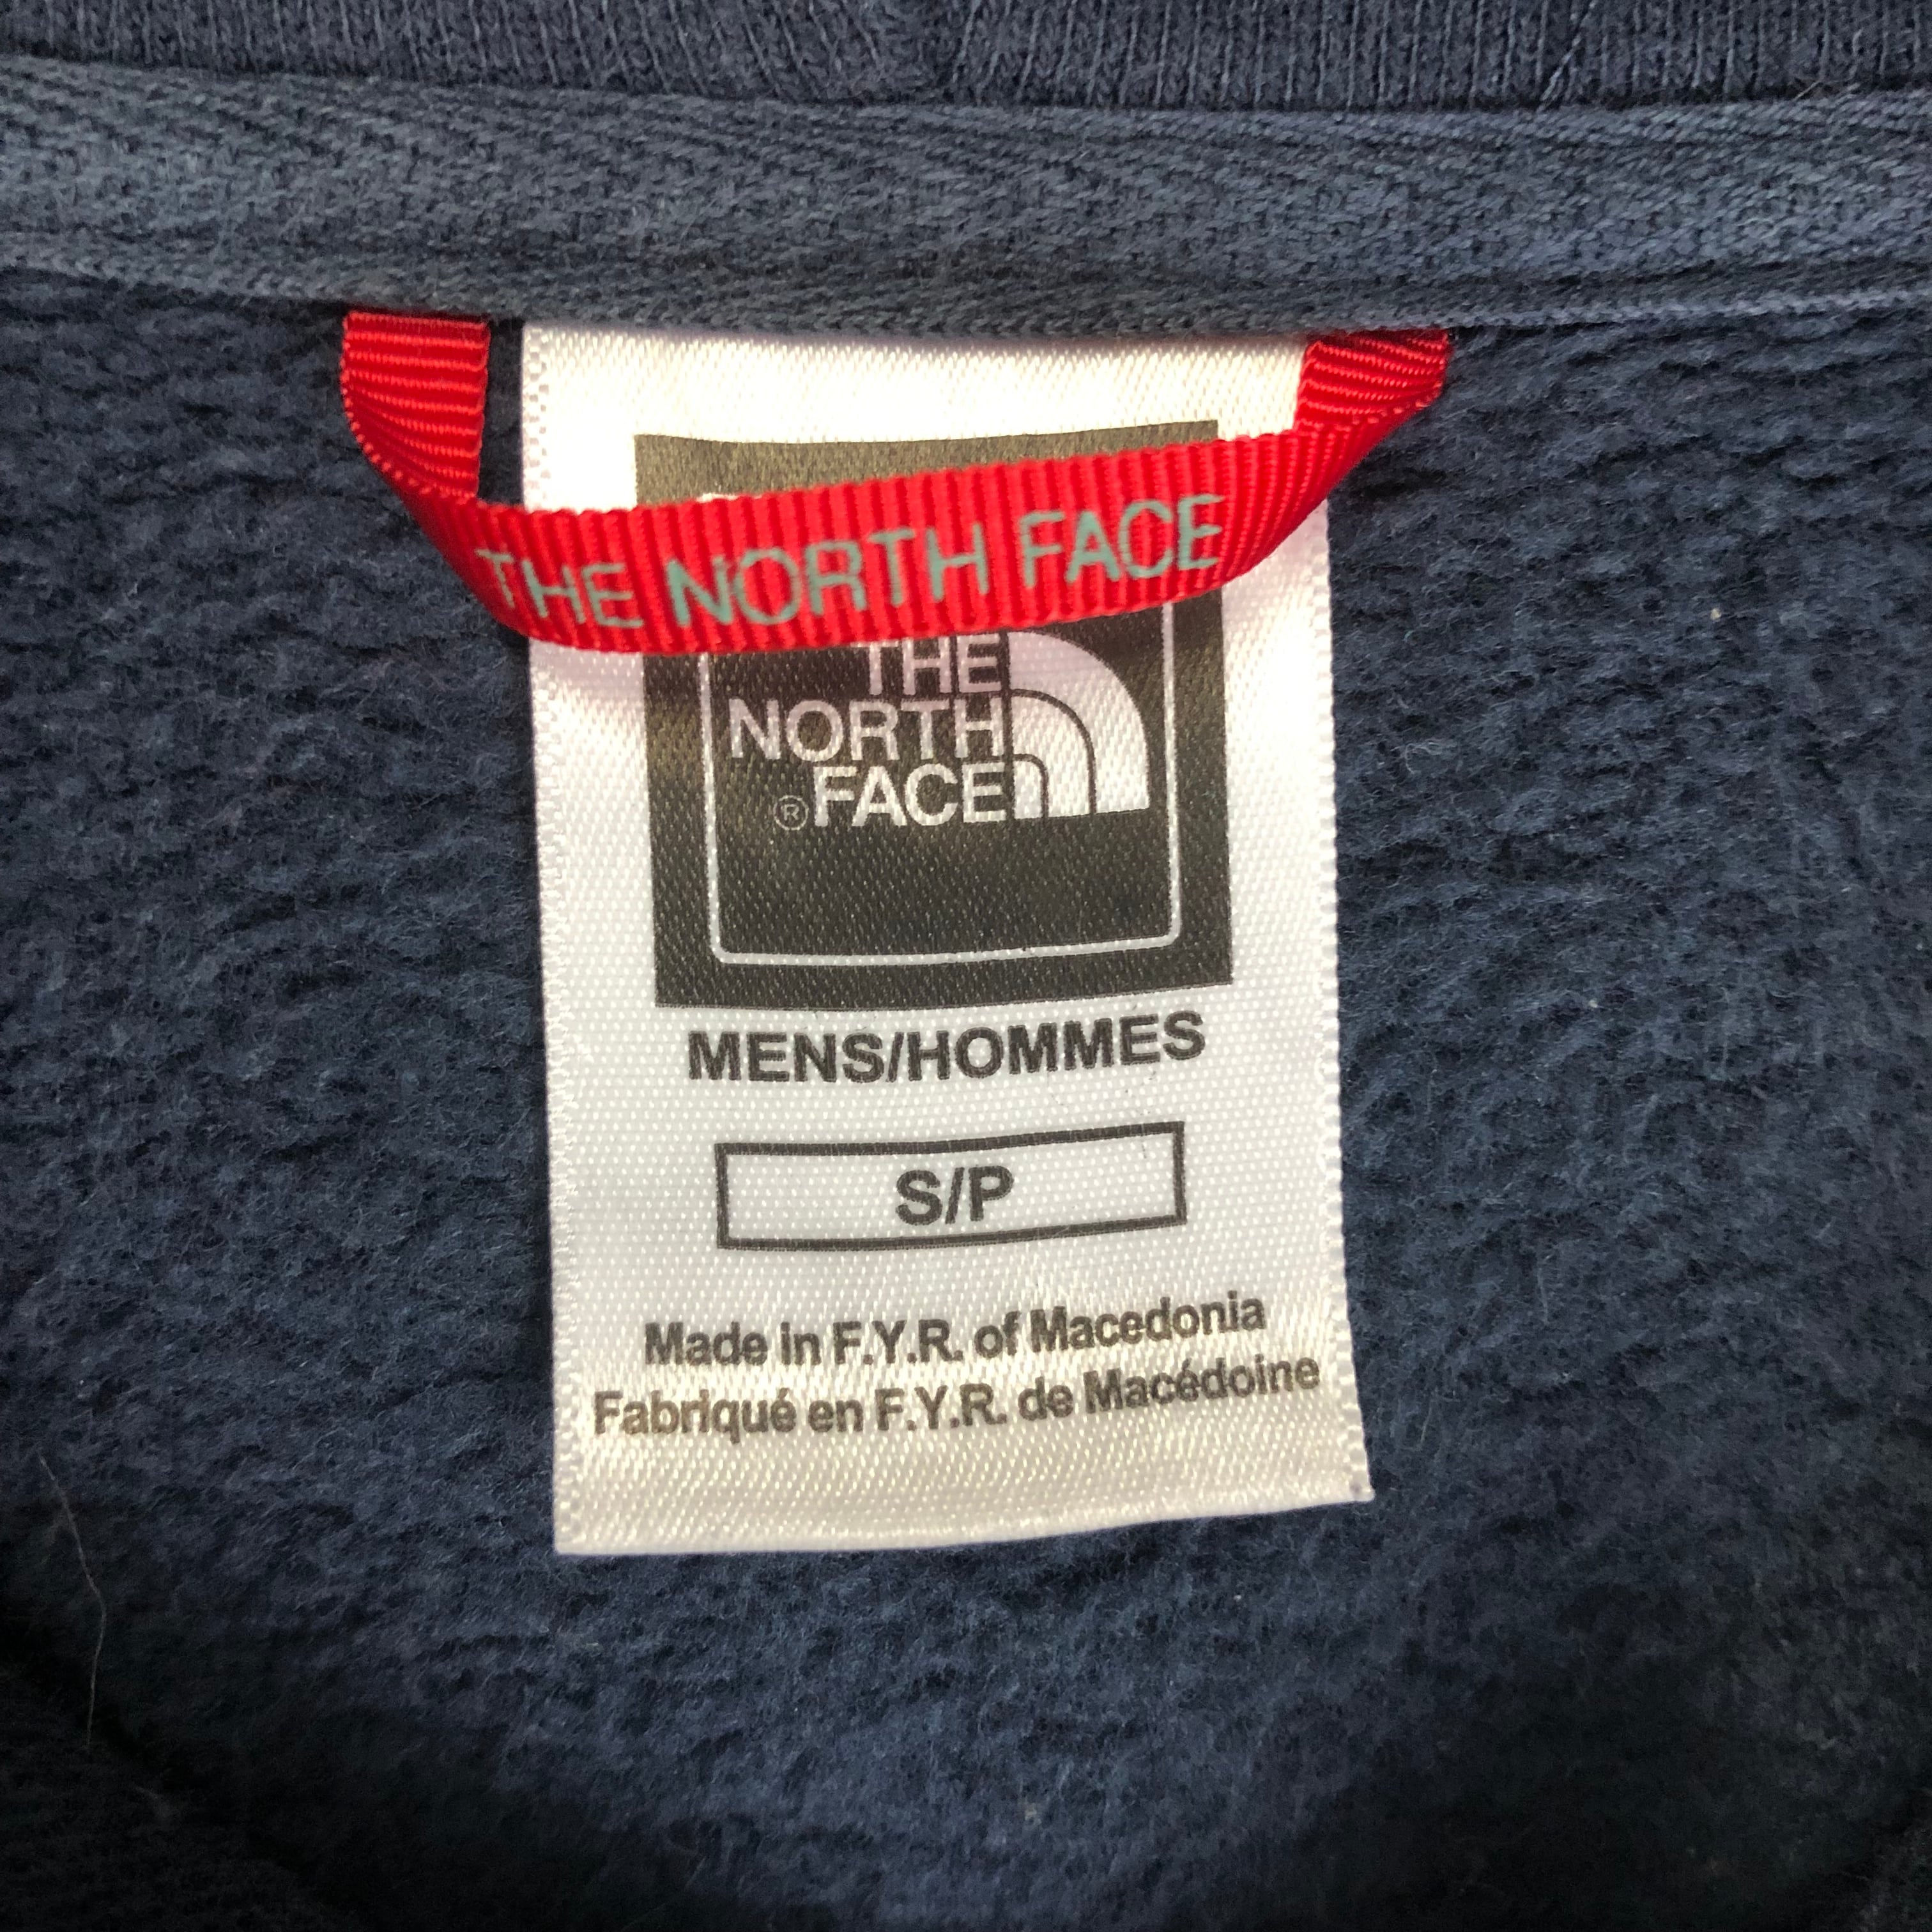 THE NORTH FACE
THE
NORTH
®FACE
MENS/HOMMES
S/P
Made in F.Y.R. of Macedonia
Fabriqué en F.Y.R. de Macédoine